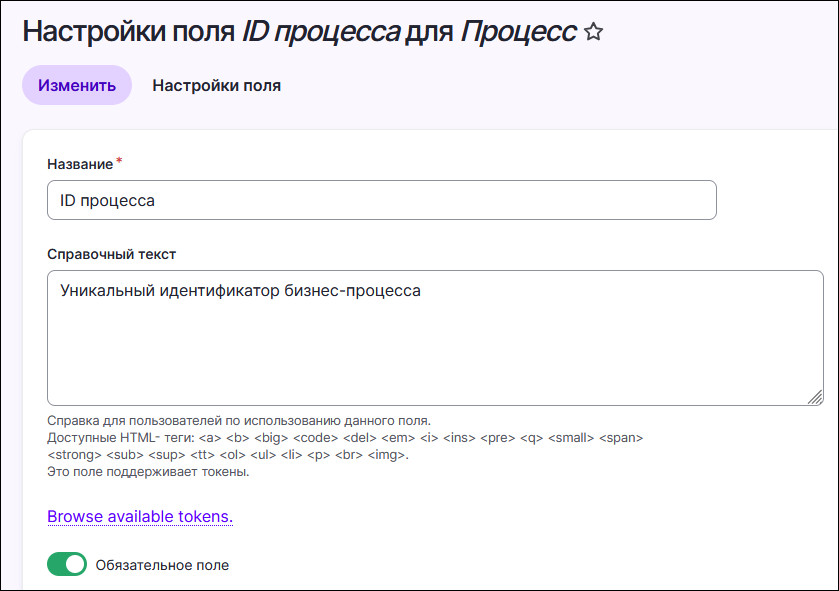 Настройки поля ID процесса для Процесс
Изменить Настройки поля
Название*
ID процесса
Справочный текст
Уникальный идентификатор бизнес-процесса
Справка для пользователей по использованию данного поля.
Доступные HTML- теги: <a> <b> <big> <code> <del> <em> <i> <ins> <pre> <q> <small> <span>
<strong> <sub> <sup> <tt> <ol> <ul> <li> <p> <br> <img>.
Это поле поддерживает токены.
Browse available tokens.
Обязательное поле